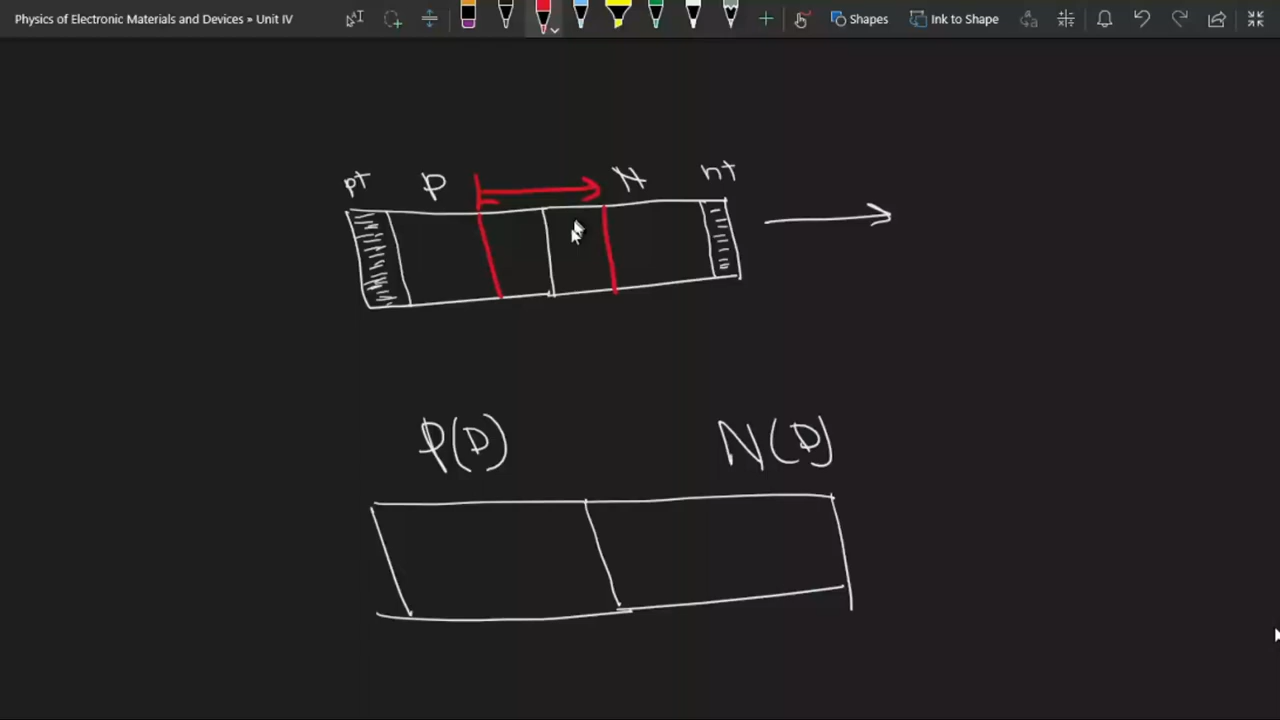 Physics of Electronic Materials and Devices » Unit IV
Shapes
Ink to Shape
p+ P N n+
P(D) N(D)